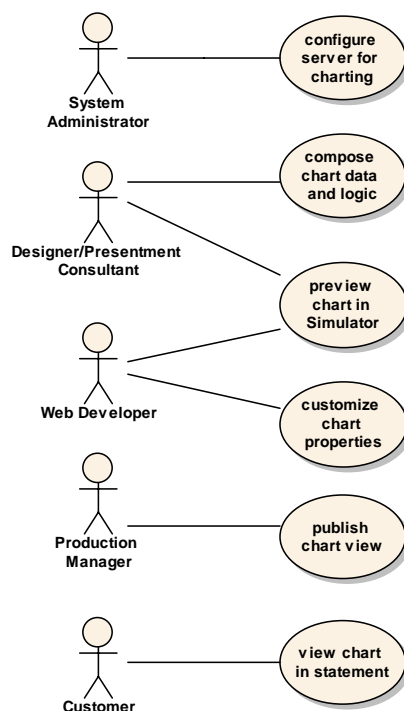 System
Administrator
configure
server for
charting
compose
chart data
and logic
Designer/Presentment
Consultant
preview
chart in
Simulator
Web Developer
customize
chart
properties
Production
Manager
publish
chart view
Customer
view chart
in statement